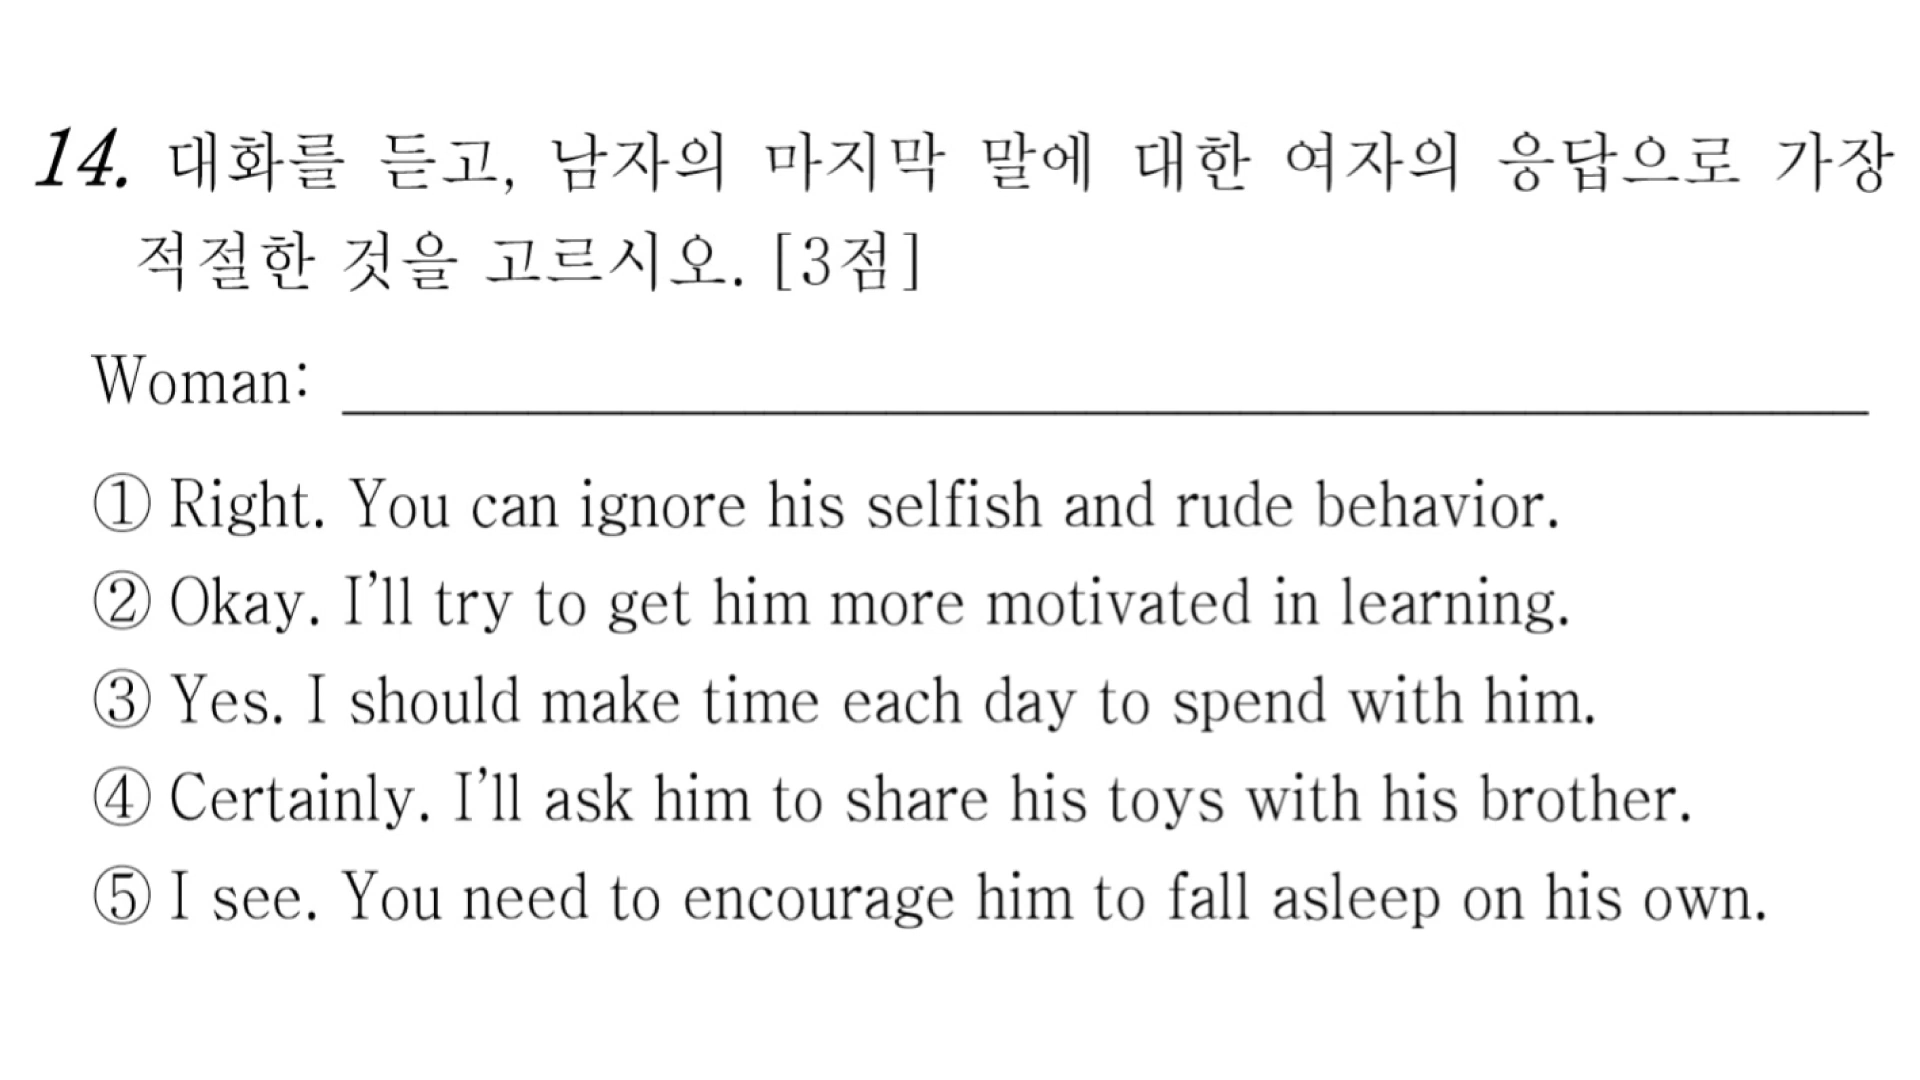 14. 대화를 듣고, 남자의 마지막 말에 대한 여자의 응답으로 가장
적절한 것을 고르시오. [3점]
Woman:
① Right. You can ignore his selfish and rude behavior.
② Okay. I'll try to get him more motivated in learning.
③ Yes. I should make time each day to spend with him.
④ Certainly. I'll ask him to share his toys with his brother.
⑤ I see. You need to encourage him to fall asleep on his own.